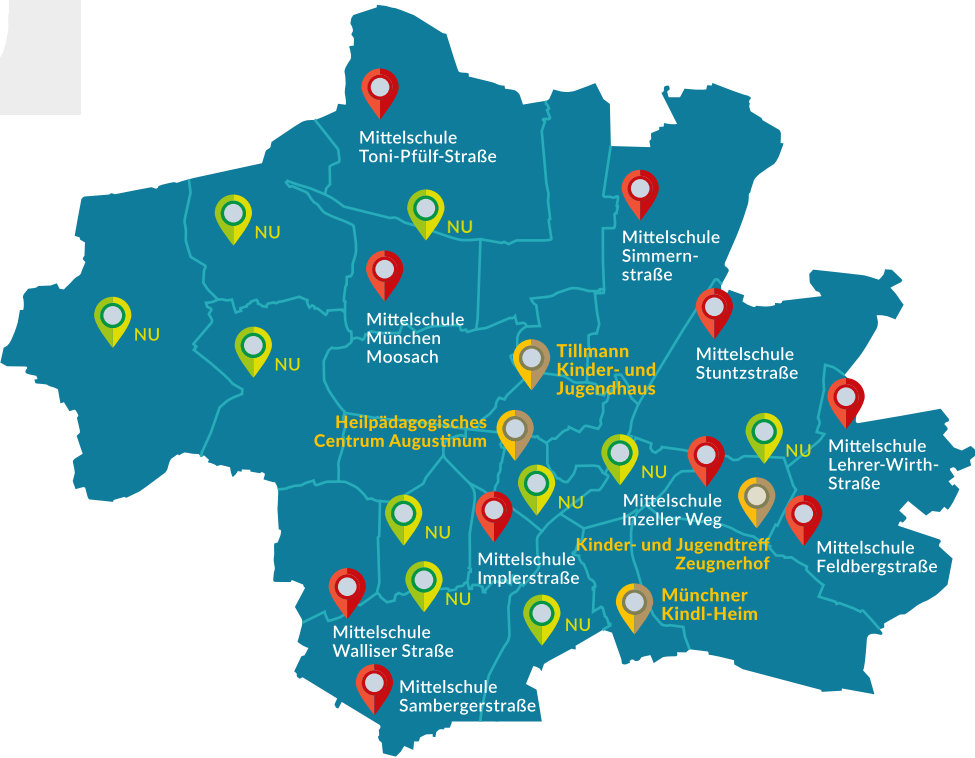 Mittelschule
Toni-Pfülf-Straße
NU
NU
Mittelschule
Simmern-
straße
Mittelschule
München
Moosach
NU
NU
Tillmann
Kinder- und
Jugendhaus
Mittelschule
Stuntzstraße
Heilpädagogisches
Centrum Augustinum
Mittelschule
Lehrer-Wirth-
Straße
NU
NU
NU
Mittelschule
Inzeller Weg
NU
Kinder- und Jugendtreff
Zeugnerhof
Mittelschule
Feldbergstraße
Mittelschule
Implerstraße
NU
Münchner
Kindl-Heim
NU
Mittelschule
Walliser Straße
Mittelschule
Sambergerstraße